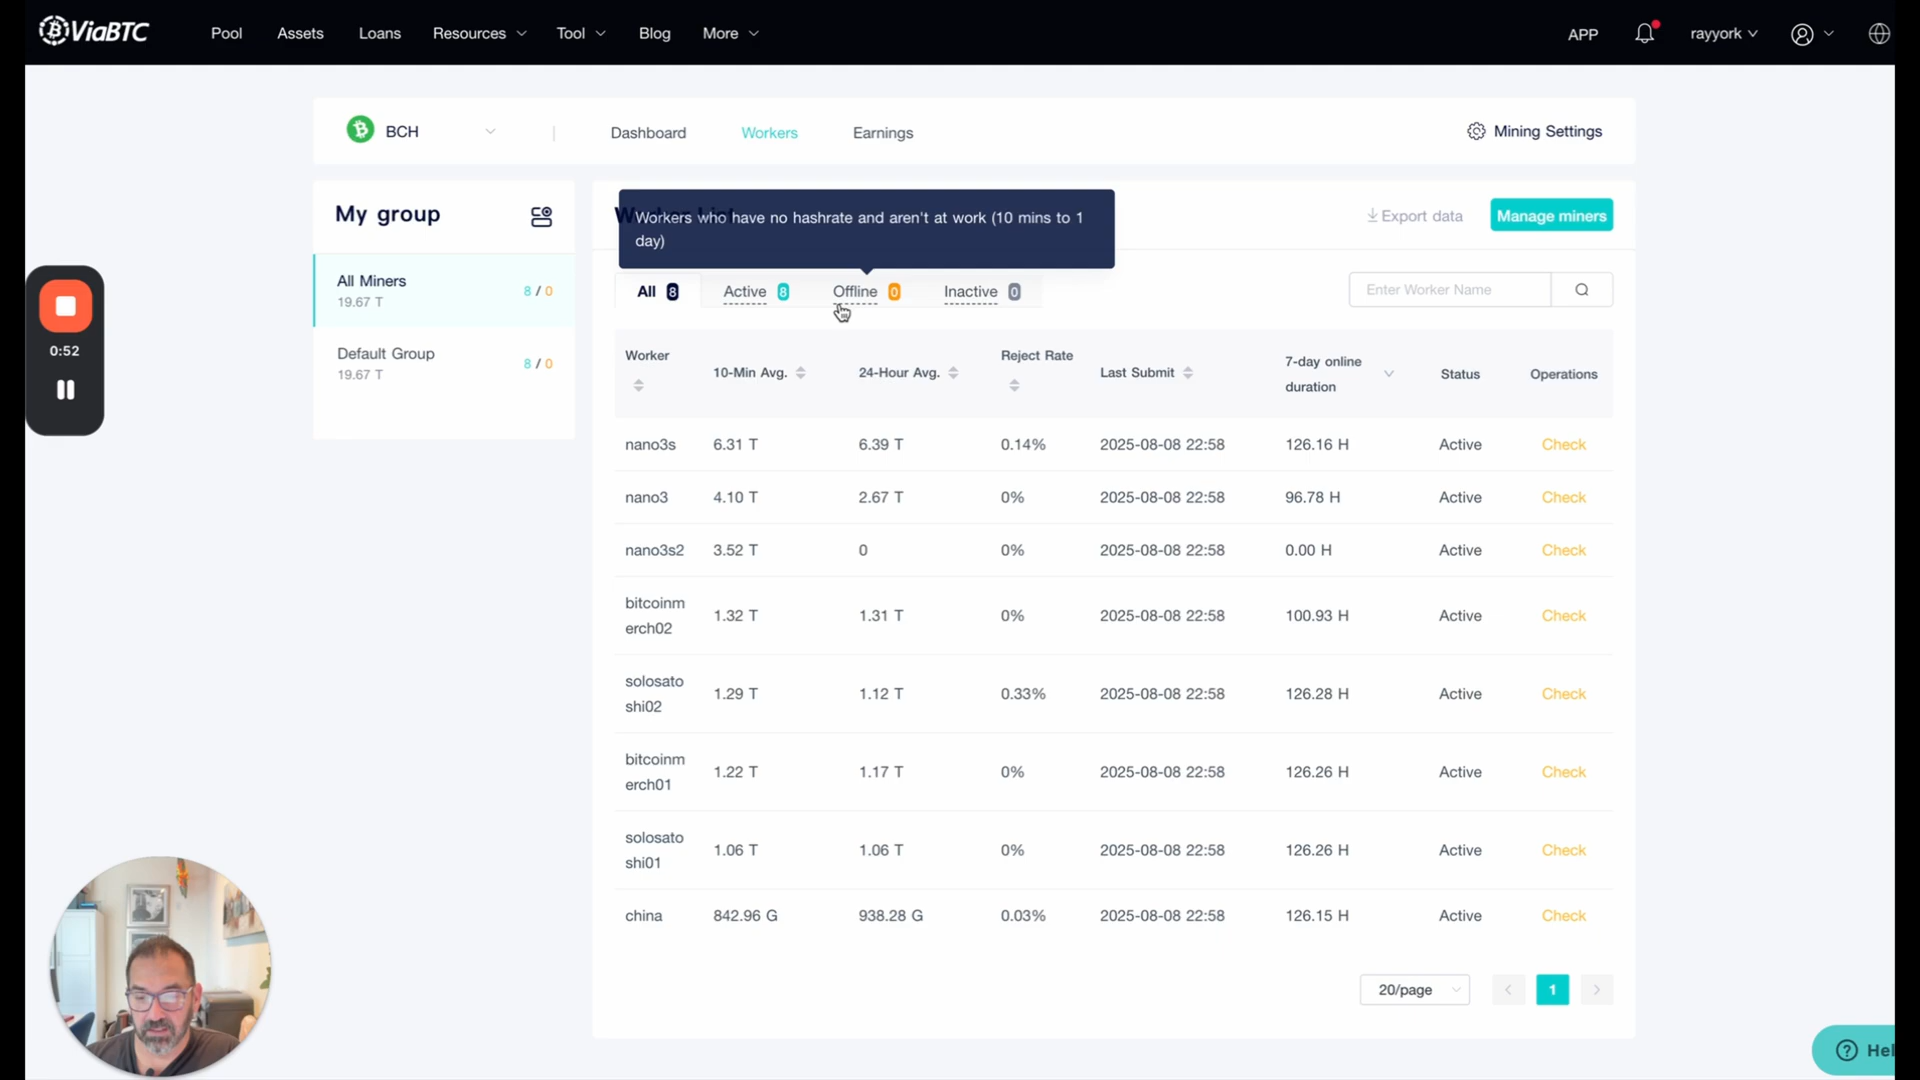 ViaBTC Pool Assets Loans Resources Tool Blog More APP rayyork
BCH | Dashboard Workers Earnings Mining Settings
My group
All Miners
19.67 T
8 / 0
Default Group
19.67 T
8 / 0
0:52
Workers who have no hashrate and aren't at work (10 mins to 1
day)
Export data Manage miners
All 8 Active 8 Offline 0 Inactive 0 Enter Worker Name
Worker 10-Min Avg. 24-Hour Avg. Reject Rate Last Submit 7-day online
duration Status Operations
nano3s 6.31 T 6.39 T 0.14% 2025-08-08 22:58 126.16 H Active Check
nano3 4.10 T 2.67 T 0% 2025-08-08 22:58 96.78 H Active Check
nano3s2 3.52 T 0 0% 2025-08-08 22:58 0.00 H Active Check
bitcoinm
erch02 1.32 T 1.31 T 0% 2025-08-08 22:58 100.93 H Active Check
solosato
shi02 1.29 T 1.12 T 0.33% 2025-08-08 22:58 126.28 H Active Check
bitcoinm
erch01 1.22 T 1.17 T 0% 2025-08-08 22:58 126.26 H Active Check
solosato
shi01 1.06 T 1.06 T 0% 2025-08-08 22:58 126.26 H Active Check
china 842.96 G 938.28 G 0.03% 2025-08-08 22:58 126.15 H Active Check
20/page 1
Hel